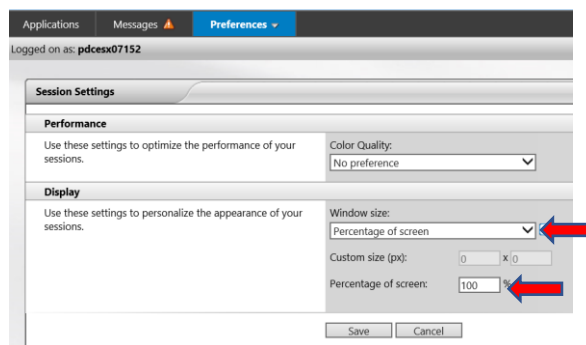 Applications Messages Preferences
Logged on as: pdcesx07152
Session Settings
Performance
Use these settings to optimize the performance of your
sessions.
Color Quality:
No preference
Display
Use these settings to personalize the appearance of your
sessions.
Window size:
Percentage of screen
Custom size (px): 0 x 0
Percentage of screen: 100 %
Save Cancel